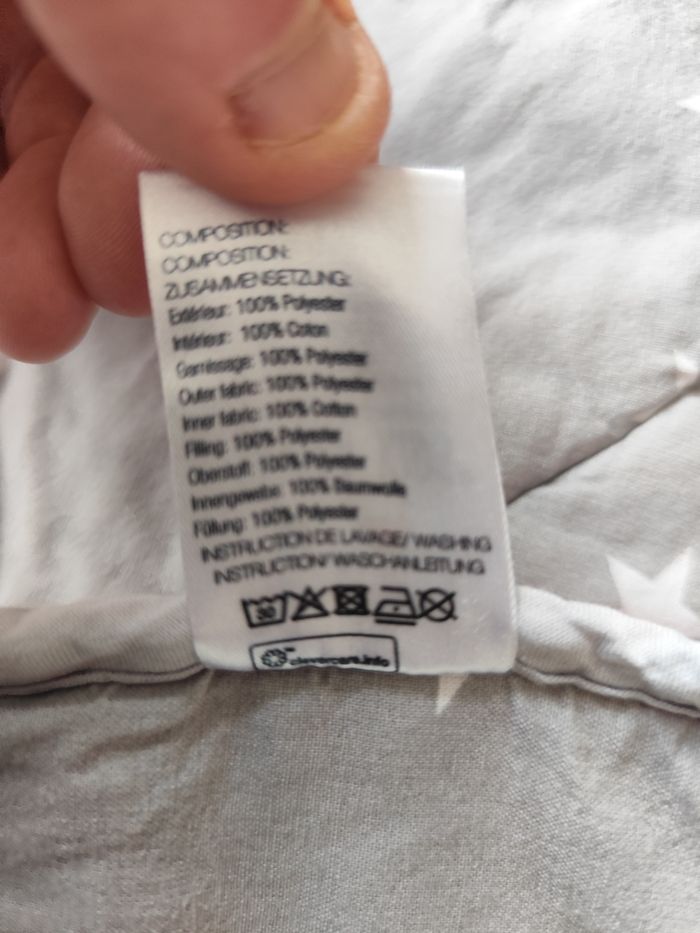 COMPOSITION:
COMPOSITION:
ZUSAMMENSETZUNG:
Extérieur: 100% Polyester
Intérieur: 100% Coton
Garnissage: 100% Polyester
Outer fabric: 100% Polyester
Inner fabric: 100% Cotton
Filling: 100% Polyester
Oberstoff: 100% Polyester
Innengewebe: 100% Baumwolle
Füllung: 100% Polyester
INSTRUCTION DE LAVAGE/ WASHING
INSTRUCTION/ WASCHANLEITUNG
30
clevercare.info